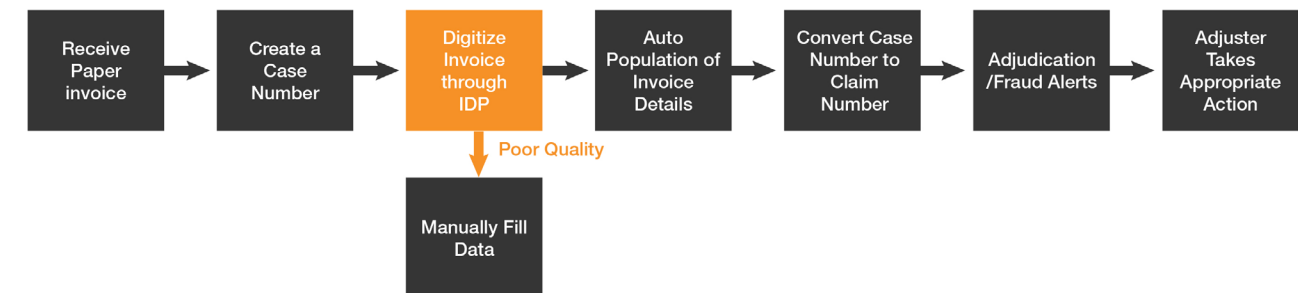 Receive
Paper
invoice
Create a
Case
Number
Digitize
Invoice
through
IDP
Auto
Population of
Invoice
Details
Convert Case
Number to
Claim
Number
Adjudication
/Fraud Alerts
Adjuster
Takes
Appropriate
Action
Poor Quality
Manually Fill
Data